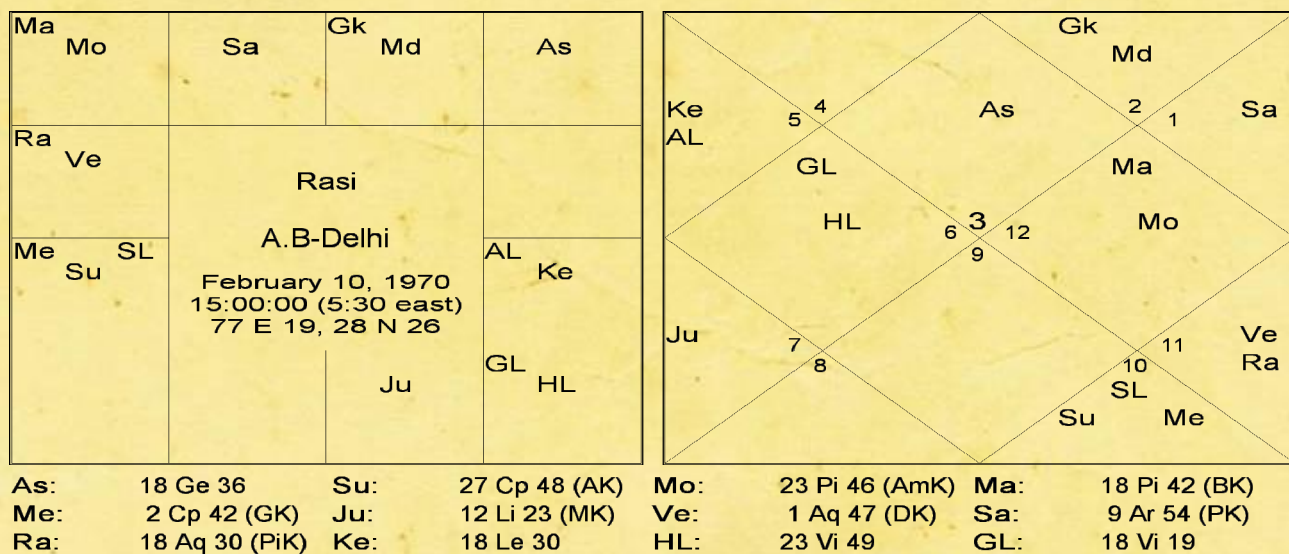 Ma
Mo
Sa
Gk
Md
As
Ra
Ve
Rasi
A.B-Delhi
February 10, 1970
15:00:00 (5:30 east)
77 E 19, 28 N 26
Me
SL
Su
AL
Ke
GL
HL
Ju
Gk
Md
Ke
AL
4
5
As
2
1
Sa
GL
HL
Ma
Mo
3
6
12
9
Ju
7
8
11
10
Ve
Ra
SL
Su
Me
As: 18 Ge 36 Su: 27 Cp 48 (AK) Mo: 23 Pi 46 (AmK) Ma: 18 Pi 42 (BK)
Me: 2 Cp 42 (GK) Ju: 12 Li 23 (MK) Ve: 1 Aq 47 (DK) Sa: 9 Ar 54 (PK)
Ra: 18 Aq 30 (PiK) Ke: 18 Le 30 HL: 23 Vi 49 GL: 18 Vi 19